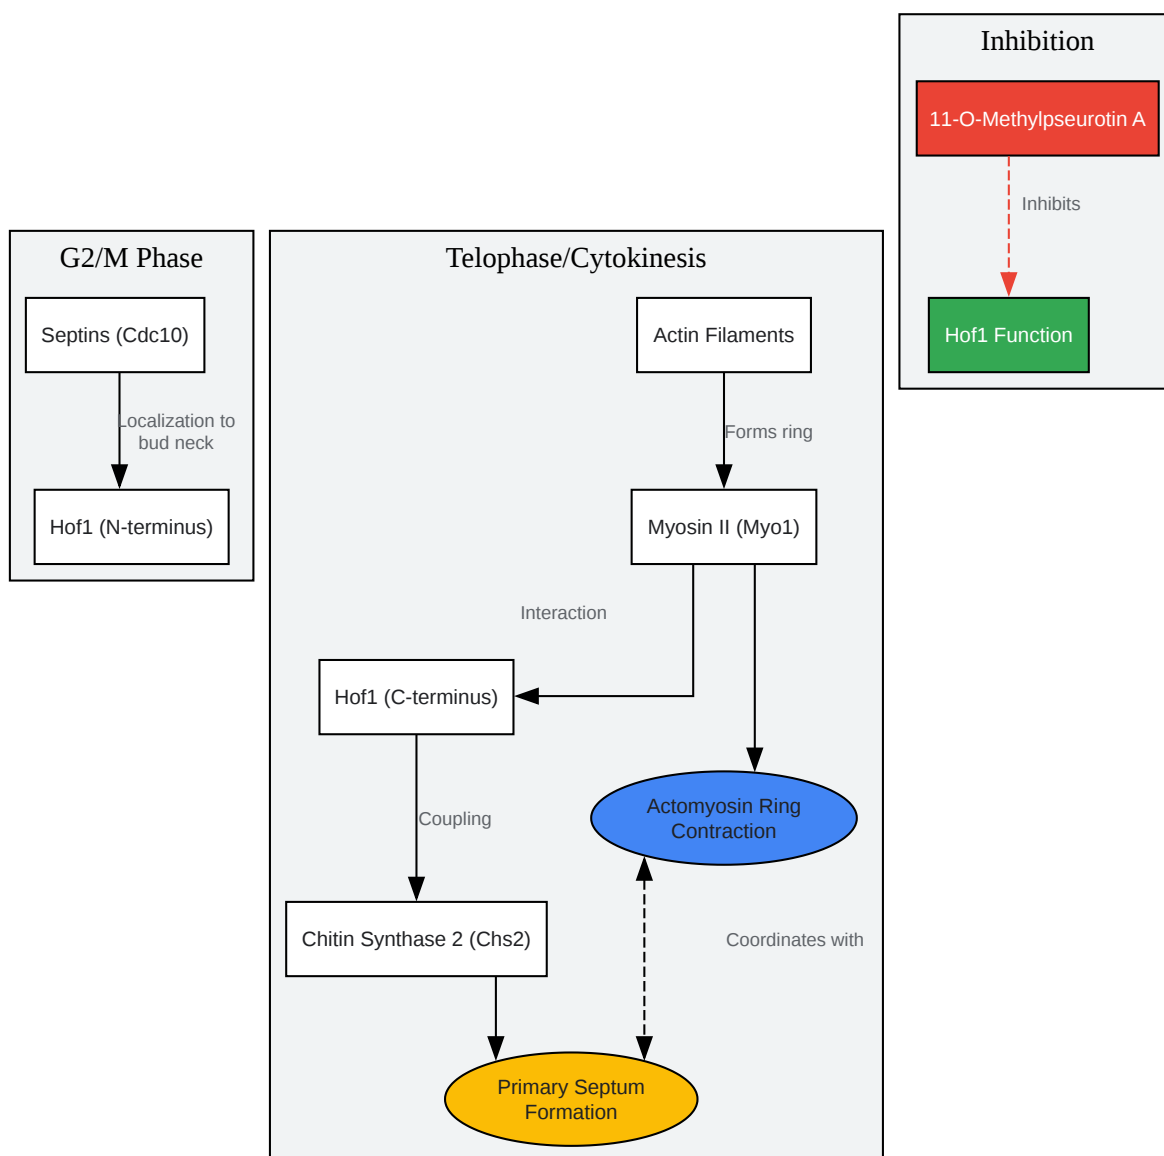 G2/M Phase
Septins (Cdc10)
Localization to
bud neck
Hof1 (N-terminus)
Telophase/Cytokinesis
Actin Filaments
Forms ring
Myosin II (Myo1)
Interaction
Hof1 (C-terminus)
Actomyosin Ring
Contraction
Coupling
Chitin Synthase 2 (Chs2)
Coordinates with
Primary Septum
Formation
Inhibition
11-O-Methylpseurotin A
Inhibits
Hof1 Function